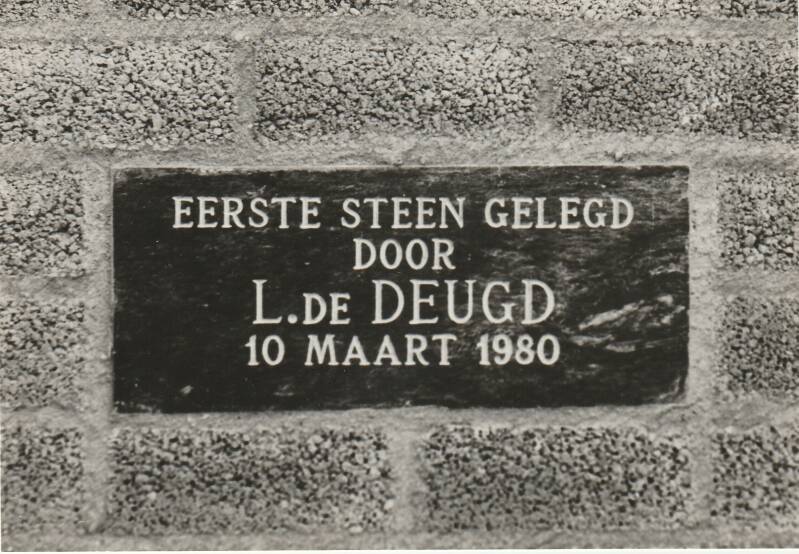 EERSTE STEEN GELEGD
DOOR
L. DE DEUGD
10 MAART 1980